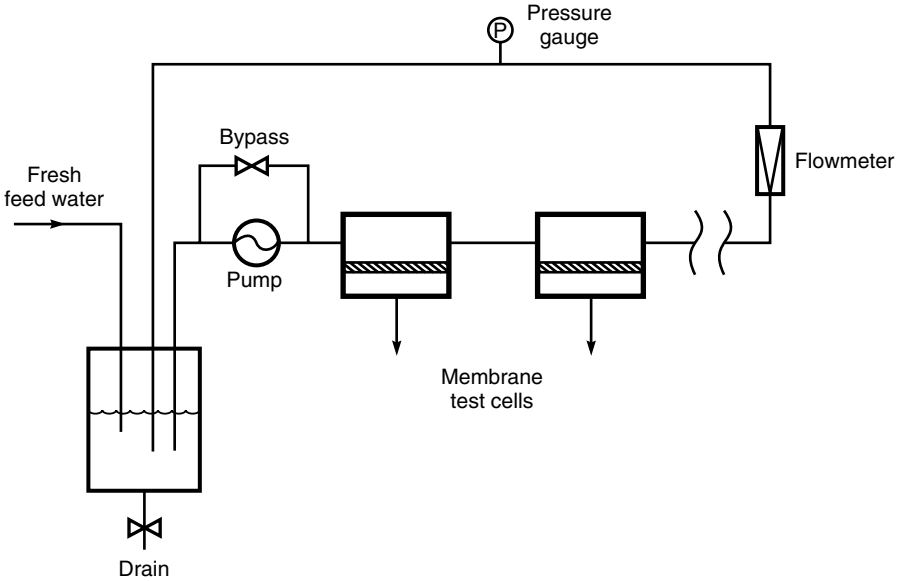 Pressure
gauge
P
Bypass
Flowmeter
Fresh
feed water
Pump
Membrane
test cells
Drain